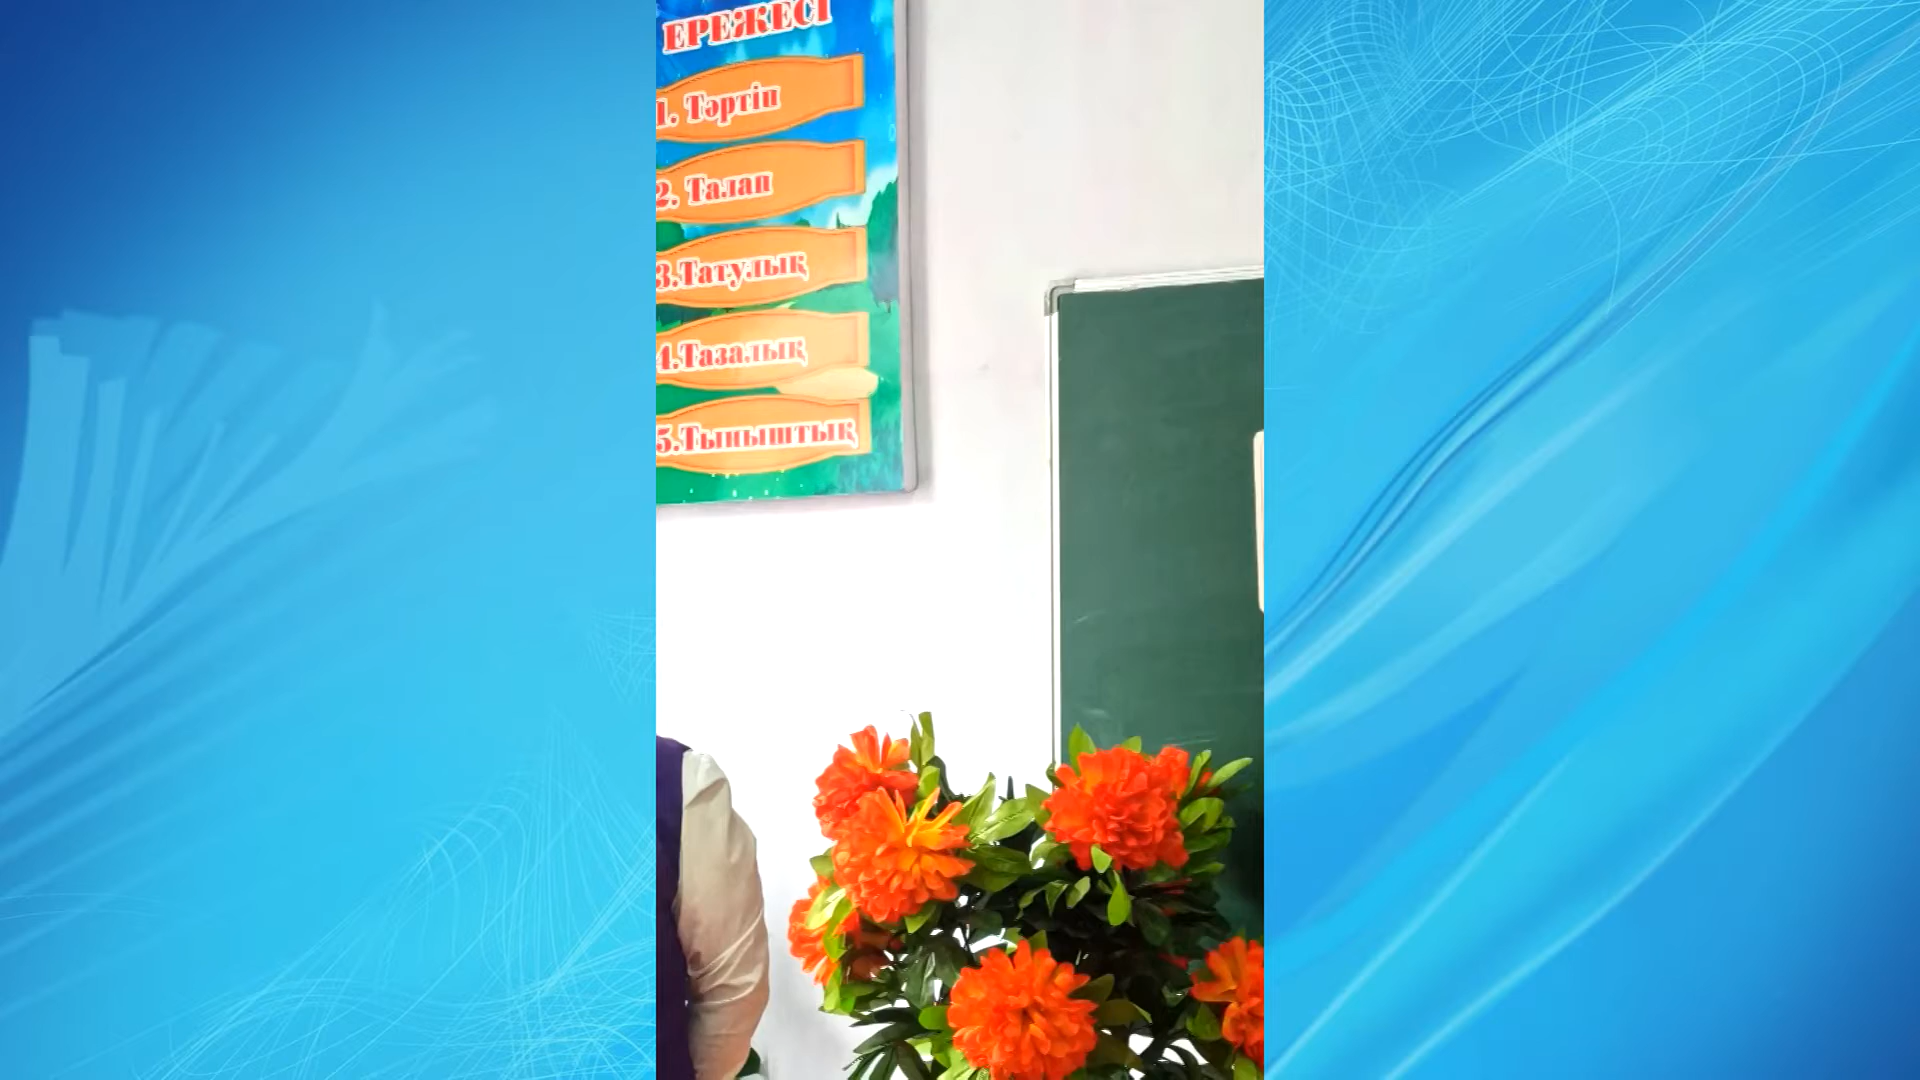 ЕРЕЖЕСІ
1. Тәртіп
2. Талап
3.Татулық
4.Тазалық
5.Тыныштық